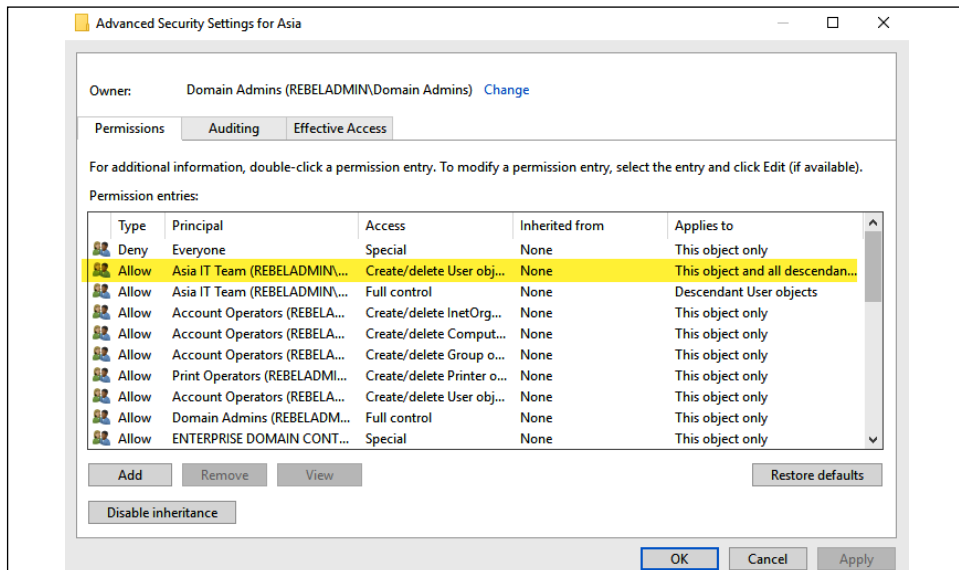 Advanced Security Settings for Asia
Owner: Domain Admins (REBELADMIN\Domain Admins) Change
Permissions Auditing Effective Access
For additional information, double-click a permission entry. To modify a permission entry, select the entry and click Edit (if available).
Permission entries:
Type Principal Access Inherited from Applies to
Deny Everyone Special None This object only
Allow Asia IT Team (REBELADMIN\... Create/delete User obj... None This object and all descendan...
Allow Asia IT Team (REBELADMIN\... Full control None Descendant User objects
Allow Account Operators (REBELA... Create/delete InetOrg... None This object only
Allow Account Operators (REBELA... Create/delete Comput... None This object only
Allow Account Operators (REBELA... Create/delete Group o... None This object only
Allow Print Operators (REBELADMI... Create/delete Printer o... None This object only
Allow Account Operators (REBELA... Create/delete User obj... None This object only
Allow Domain Admins (REBELADM... Full control None This object only
Allow ENTERPRISE DOMAIN CONT... Special None This object only
Add Remove View Restore defaults
Disable inheritance
OK Cancel Apply